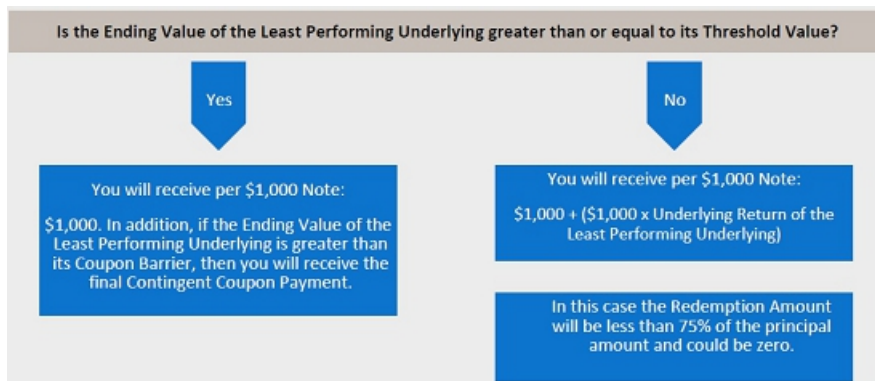 Is the Ending Value of the Least Performing Underlying greater than or equal to its Threshold Value?
Yes
You will receive per $1,000 Note:
$1,000. In addition, if the Ending Value of the
Least Performing Underlying is greater than
its Coupon Barrier, then you will receive the
final Contingent Coupon Payment.
No
You will receive per $1,000 Note:
$1,000 + ($1,000 x Underlying Return of the
Least Performing Underlying)
In this case the Redemption Amount
will be less than 75% of the principal
amount and could be zero.